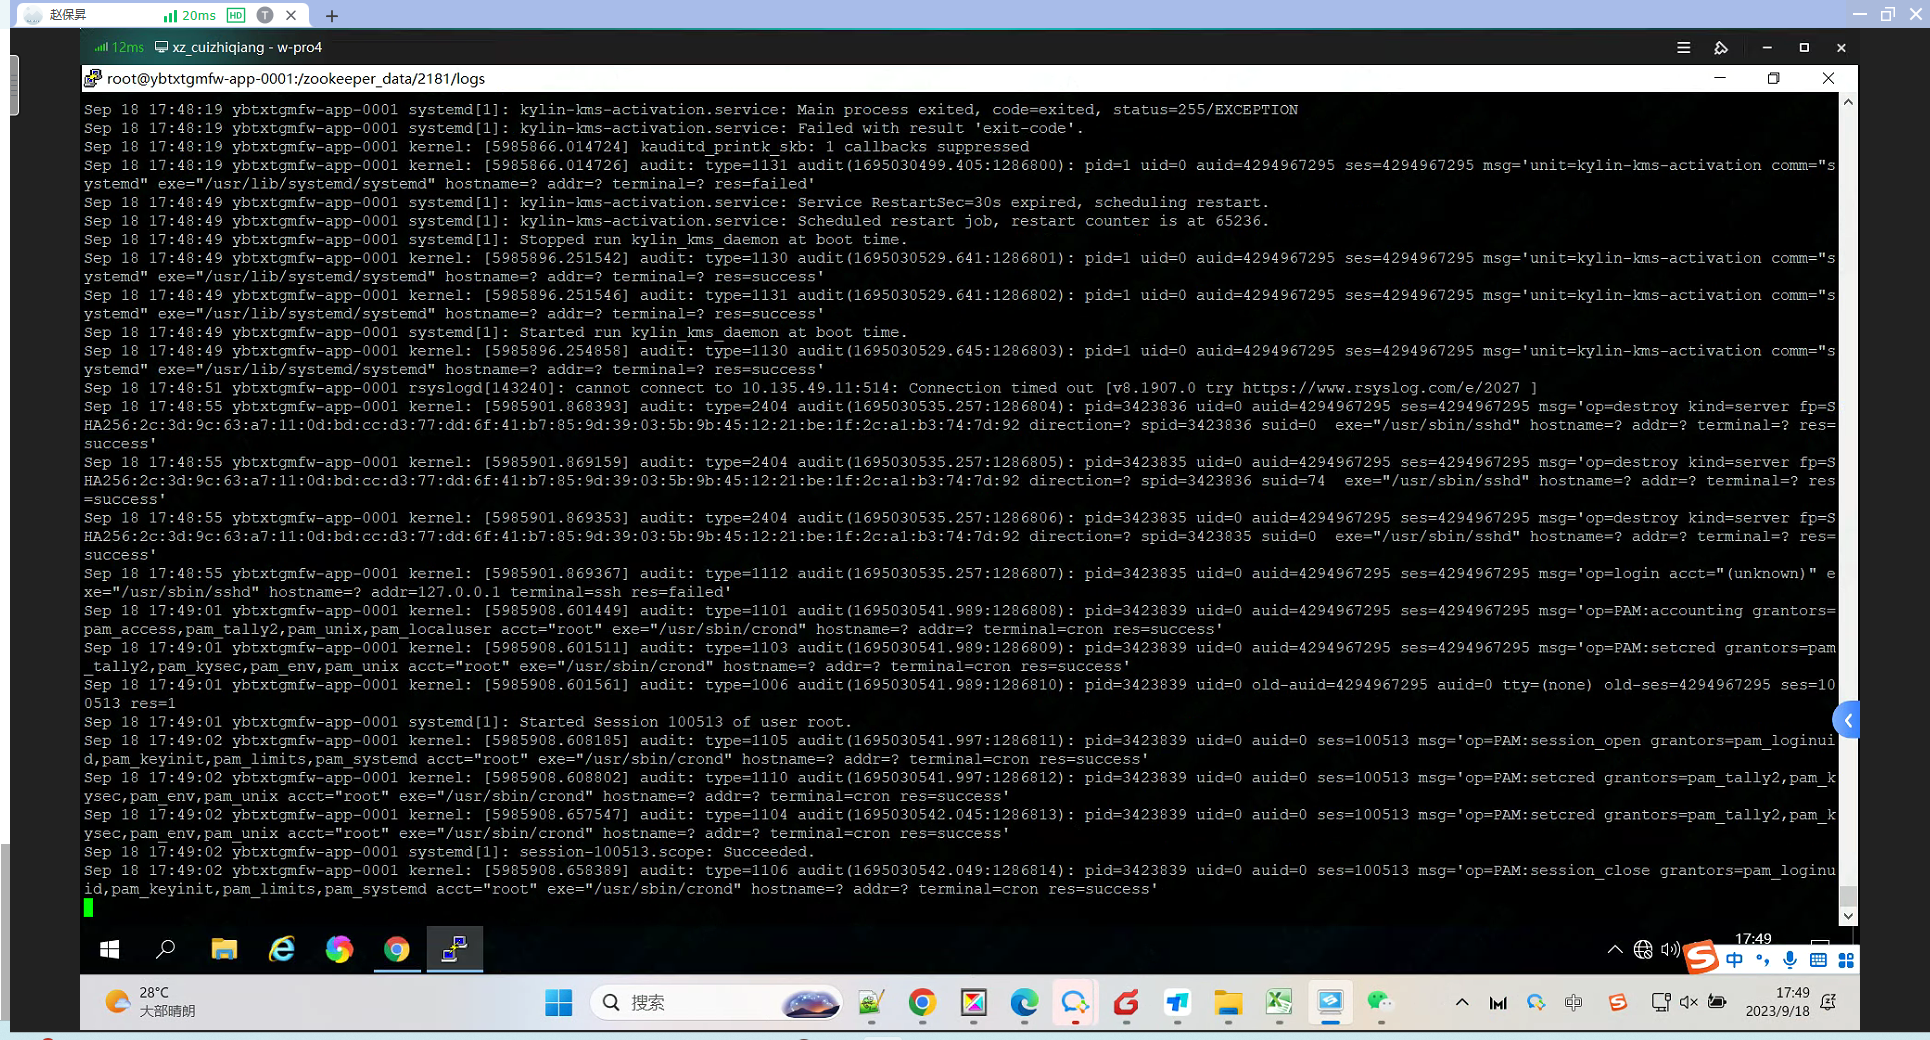 赵保昇
20ms
HD
T
12ms
xz_cuizhiqiang - w-pro4
root@ybtxtgmfw-app-0001:/zookeeper_data/2181/logs
Sep 18 17:48:19 ybtxtgmfw-app-0001 systemd[1]: kylin-kms-activation.service: Main process exited, code=exited, status=255/EXCEPTION
Sep 18 17:48:19 ybtxtgmfw-app-0001 systemd[1]: kylin-kms-activation.service: Failed with result 'exit-code'.
Sep 18 17:48:19 ybtxtgmfw-app-0001 kernel: [5985866.014724] kauditd_printk_skb: 1 callbacks suppressed
Sep 18 17:48:19 ybtxtgmfw-app-0001 kernel: [5985866.014726] audit: type=1131 audit(1695030499.405:1286800): pid=1 uid=0 auid=4294967295 ses=4294967295 msg='unit=kylin-kms-activation comm="s
ystemd" exe="/usr/lib/systemd/systemd" hostname=? addr=? terminal=? res=failed'
Sep 18 17:48:49 ybtxtgmfw-app-0001 systemd[1]: kylin-kms-activation.service: Service RestartSec=30s expired, scheduling restart.
Sep 18 17:48:49 ybtxtgmfw-app-0001 systemd[1]: kylin-kms-activation.service: Scheduled restart job, restart counter is at 65236.
Sep 18 17:48:49 ybtxtgmfw-app-0001 systemd[1]: Stopped run kylin_kms_daemon at boot time.
Sep 18 17:48:49 ybtxtgmfw-app-0001 kernel: [5985896.251542] audit: type=1130 audit(1695030529.641:1286801): pid=1 uid=0 auid=4294967295 ses=4294967295 msg='unit=kylin-kms-activation comm="s
ystemd" exe="/usr/lib/systemd/systemd" hostname=? addr=? terminal=? res=success'
Sep 18 17:48:49 ybtxtgmfw-app-0001 kernel: [5985896.251546] audit: type=1131 audit(1695030529.641:1286802): pid=1 uid=0 auid=4294967295 ses=4294967295 msg='unit=kylin-kms-activation comm="s
ystemd" exe="/usr/lib/systemd/systemd" hostname=? addr=? terminal=? res=success'
Sep 18 17:48:49 ybtxtgmfw-app-0001 systemd[1]: Started run kylin_kms_daemon at boot time.
Sep 18 17:48:49 ybtxtgmfw-app-0001 kernel: [5985896.254858] audit: type=1130 audit(1695030529.645:1286803): pid=1 uid=0 auid=4294967295 ses=4294967295 msg='unit=kylin-kms-activation comm="s
ystemd" exe="/usr/lib/systemd/systemd" hostname=? addr=? terminal=? res=success'
Sep 18 17:48:51 ybtxtgmfw-app-0001 rsyslogd[143240]: cannot connect to 10.135.49.11:514: Connection timed out [v8.1907.0 try https://www.rsyslog.com/e/2027 ]
Sep 18 17:48:55 ybtxtgmfw-app-0001 kernel: [5985901.868393] audit: type=2404 audit(1695030535.257:1286804): pid=3423836 uid=0 auid=4294967295 ses=4294967295 msg='op=destroy kind=server fp=S
HA256:2c:3d:9c:63:a7:11:0d:bd:cc:d3:77:dd:6f:41:b7:85:9d:39:03:5b:9b:45:12:21:be:1f:2c:a1:b3:74:7d:92 direction=? spid=3423836 suid=0  exe="/usr/sbin/sshd" hostname=? addr=? terminal=? res=
success'
Sep 18 17:48:55 ybtxtgmfw-app-0001 kernel: [5985901.869159] audit: type=2404 audit(1695030535.257:1286805): pid=3423835 uid=0 auid=4294967295 ses=4294967295 msg='op=destroy kind=server fp=S
HA256:2c:3d:9c:63:a7:11:0d:bd:cc:d3:77:dd:6f:41:b7:85:9d:39:03:5b:9b:45:12:21:be:1f:2c:a1:b3:74:7d:92 direction=? spid=3423836 suid=74  exe="/usr/sbin/sshd" hostname=? addr=? terminal=? res
=success'
Sep 18 17:48:55 ybtxtgmfw-app-0001 kernel: [5985901.869353] audit: type=2404 audit(1695030535.257:1286806): pid=3423835 uid=0 auid=4294967295 ses=4294967295 msg='op=destroy kind=server fp=S
HA256:2c:3d:9c:63:a7:11:0d:bd:cc:d3:77:dd:6f:41:b7:85:9d:39:03:5b:9b:45:12:21:be:1f:2c:a1:b3:74:7d:92 direction=? spid=3423835 suid=0  exe="/usr/sbin/sshd" hostname=? addr=? terminal=? res=
success'
Sep 18 17:48:55 ybtxtgmfw-app-0001 kernel: [5985901.869367] audit: type=1112 audit(1695030535.257:1286807): pid=3423835 uid=0 auid=4294967295 ses=4294967295 msg='op=login acct="(unknown)" e
xe="/usr/sbin/sshd" hostname=? addr=127.0.0.1 terminal=ssh res=failed'
Sep 18 17:49:01 ybtxtgmfw-app-0001 kernel: [5985908.601449] audit: type=1101 audit(1695030541.989:1286808): pid=3423839 uid=0 auid=4294967295 ses=4294967295 msg='op=PAM:accounting grantors=
pam_access,pam_tally2,pam_unix,pam_localuser acct="root" exe="/usr/sbin/crond" hostname=? addr=? terminal=cron res=success'
Sep 18 17:49:01 ybtxtgmfw-app-0001 kernel: [5985908.601511] audit: type=1103 audit(1695030541.989:1286809): pid=3423839 uid=0 auid=4294967295 ses=4294967295 msg='op=PAM:setcred grantors=pam
_tally2,pam_kysec,pam_env,pam_unix acct="root" exe="/usr/sbin/crond" hostname=? addr=? terminal=cron res=success'
Sep 18 17:49:01 ybtxtgmfw-app-0001 kernel: [5985908.601561] audit: type=1006 audit(1695030541.989:1286810): pid=3423839 uid=0 old-auid=4294967295 auid=0 tty=(none) old-ses=4294967295 ses=10
0513 res=1
Sep 18 17:49:01 ybtxtgmfw-app-0001 systemd[1]: Started Session 100513 of user root.
Sep 18 17:49:02 ybtxtgmfw-app-0001 kernel: [5985908.608185] audit: type=1105 audit(1695030541.997:1286811): pid=3423839 uid=0 auid=0 ses=100513 msg='op=PAM:session_open grantors=pam_loginui
d,pam_keyinit,pam_limits,pam_systemd acct="root" exe="/usr/sbin/crond" hostname=? addr=? terminal=cron res=success'
Sep 18 17:49:02 ybtxtgmfw-app-0001 kernel: [5985908.608802] audit: type=1110 audit(1695030541.997:1286812): pid=3423839 uid=0 auid=0 ses=100513 msg='op=PAM:setcred grantors=pam_tally2,pam_k
ysec,pam_env,pam_unix acct="root" exe="/usr/sbin/crond" hostname=? addr=? terminal=cron res=success'
Sep 18 17:49:02 ybtxtgmfw-app-0001 kernel: [5985908.657547] audit: type=1104 audit(1695030542.045:1286813): pid=3423839 uid=0 auid=0 ses=100513 msg='op=PAM:setcred grantors=pam_tally2,pam_k
ysec,pam_env,pam_unix acct="root" exe="/usr/sbin/crond" hostname=? addr=? terminal=cron res=success'
Sep 18 17:49:02 ybtxtgmfw-app-0001 systemd[1]: session-100513.scope: Succeeded.
Sep 18 17:49:02 ybtxtgmfw-app-0001 kernel: [5985908.658389] audit: type=1106 audit(1695030542.049:1286814): pid=3423839 uid=0 auid=0 ses=100513 msg='op=PAM:session_close grantors=pam_loginu
id,pam_keyinit,pam_limits,pam_systemd acct="root" exe="/usr/sbin/crond" hostname=? addr=? terminal=cron res=success'
17:49
中
28°C
大部晴朗
搜索
17:49
2023/9/18